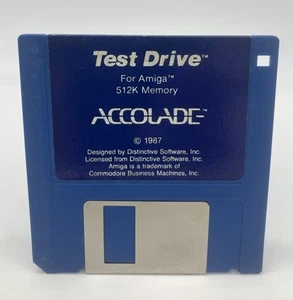 Test Drive™
For Amiga™
512K Memory
ACCOLADE™
© 1987
Designed by Distinctive Software, Inc.
Licensed from Distinctive Software, Inc.
Amiga is a trademark of
Commodore Business Machines, Inc.